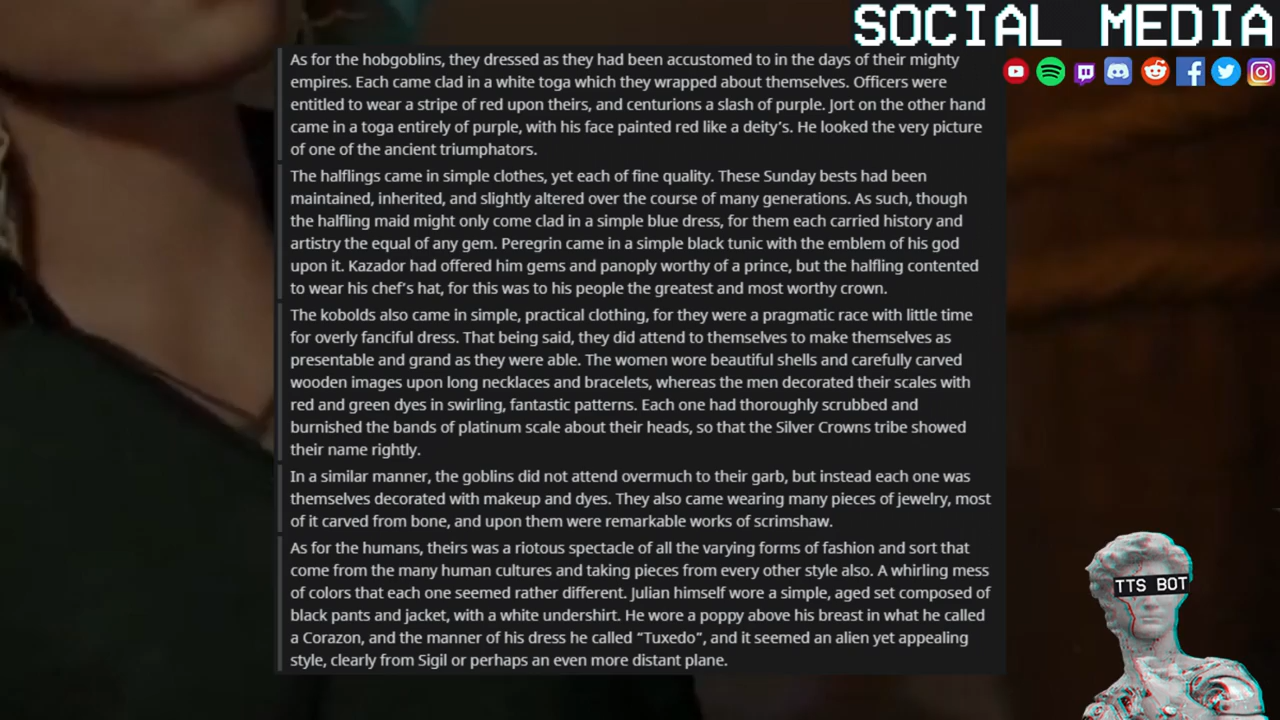 SOCIAL MEDIA
As for the hobgoblins, they dressed as they had been accustomed to in the days of their mighty
empires. Each came clad in a white toga which they wrapped about themselves. Officers were
entitled to wear a stripe of red upon theirs, and centurions a slash of purple. Jort on the other hand
came in a toga entirely of purple, with his face painted red like a deity’s. He looked the very picture
of one of the ancient triumphators.
The halflings came in simple clothes, yet each of fine quality. These Sunday bests had been
maintained, inherited, and slightly altered over the course of many generations. As such, though
the halfling maid might only come clad in a simple blue dress, for them each carried history and
artistry the equal of any gem. Peregrin came in a simple black tunic with the emblem of his god
upon it. Kazador had offered him gems and panoply worthy of a prince, but the halfling contented
to wear his chef’s hat, for this was to his people the greatest and most worthy crown.
The kobolds also came in simple, practical clothing, for they were a pragmatic race with little time
for overly fanciful dress. That being said, they did attend to themselves to make themselves as
presentable and grand as they were able. The women wore beautiful shells and carefully carved
wooden images upon long necklaces and bracelets, whereas the men decorated their scales with
red and green dyes in swirling, fantastic patterns. Each one had thoroughly scrubbed and
burnished the bands of platinum scale about their heads, so that the Silver Crowns tribe showed
their name rightly.
In a similar manner, the goblins did not attend overmuch to their garb, but instead each one was
themselves decorated with makeup and dyes. They also came wearing many pieces of jewelry, most
of it carved from bone, and upon them were remarkable works of scrimshaw.
As for the humans, theirs was a riotous spectacle of all the varying forms of fashion and sort that
come from the many human cultures and taking pieces from every other style also. A whirling mess
of colors that each one seemed rather different. Julian himself wore a simple, aged set composed of
black pants and jacket, with a white undershirt. He wore a poppy above his breast in what he called
a Corazon, and the manner of his dress he called “Tuxedo”, and it seemed an alien yet appealing
style, clearly from Sigil or perhaps an even more distant plane.
TTS BOT